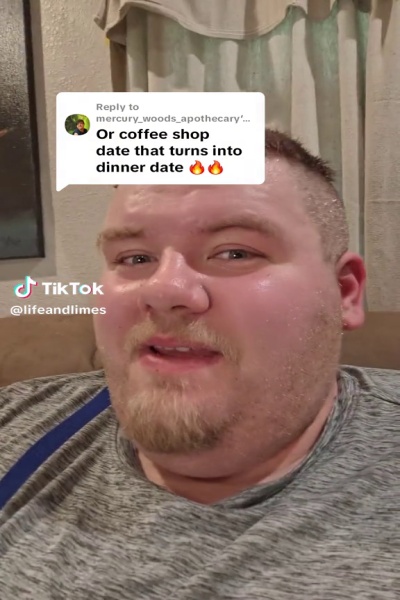 Reply to
mercury_woods_apothecary'...
Or coffee shop
date that turns into
dinner date 🔥🔥
TikTok
@lifeandlimes